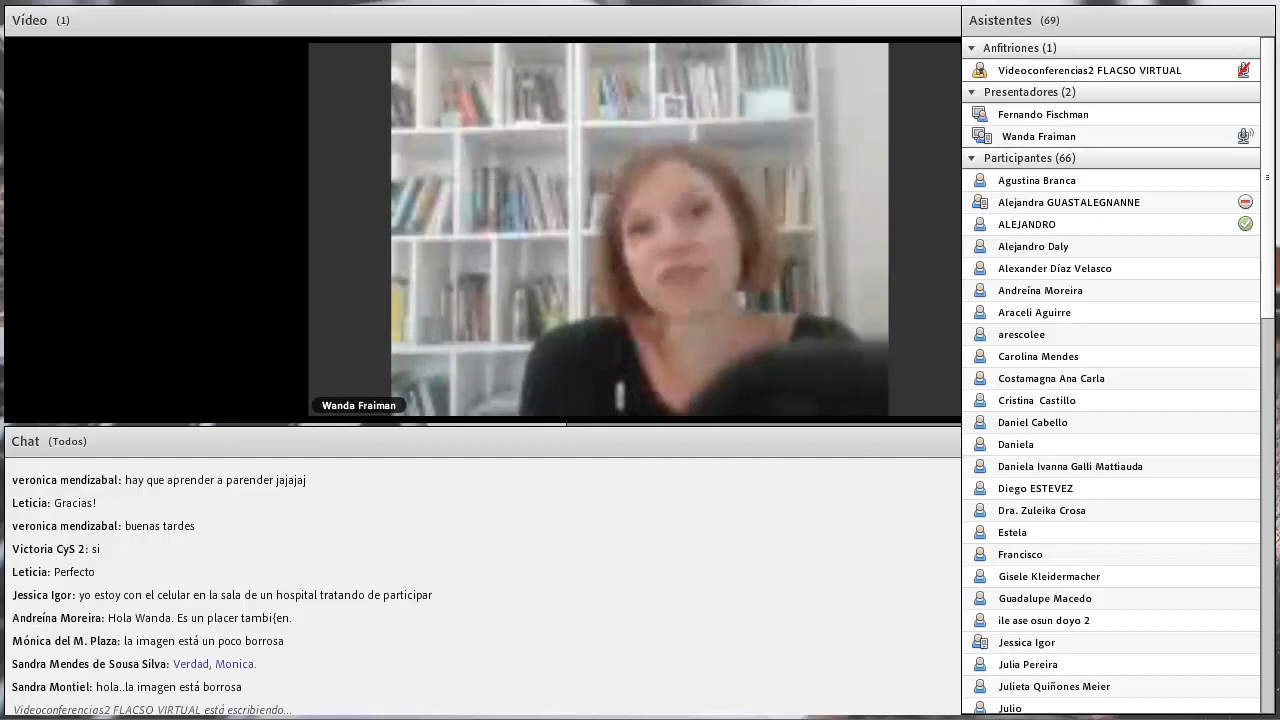 Vídeo (1)
Wanda Fraiman
Chat (Todos)
veronica mendizabal: hay que aprender a parender jajajaj
Leticia: Gracias!
veronica mendizabal: buenas tardes
Victoria CyS 2: si
Leticia: Perfecto
Jessica Igor: yo estoy con el celular en la sala de un hospital tratando de participar
Andreína Moreira: Hola Wanda. Es un placer también.
Mónica del M. Plaza: la imagen está un poco borrosa
Sandra Mendes de Sousa Silva: Verdad, Monica.
Sandra Montiel: hola..la imagen está borrosa
Videoconferencias2 FLACSO VIRTUAL está escribiendo...
Asistentes (69)
Anfitriones (1)
Videoconferencias2 FLACSO VIRTUAL
Presentadores (2)
Fernando Fischman
Wanda Fraiman
Participantes (66)
Agustina Branca
Alejandra GUASTALEGNANNE
ALEJANDRO
Alejandro Daly
Alexander Díaz Velasco
Andreína Moreira
Araceli Aguirre
arescolee
Carolina Mendes
Costamagna Ana Carla
Cristina Castillo
Daniel Cabello
Daniela
Daniela Ivanna Galli Mattiauda
Diego ESTEVEZ
Dra. Zuleika Crosa
Estela
Francisco
Gisele Kleidermacher
Guadalupe Macedo
ile ase osun doyo 2
Jessica Igor
Julia Pereira
Julieta Quiñones Meier
Julio